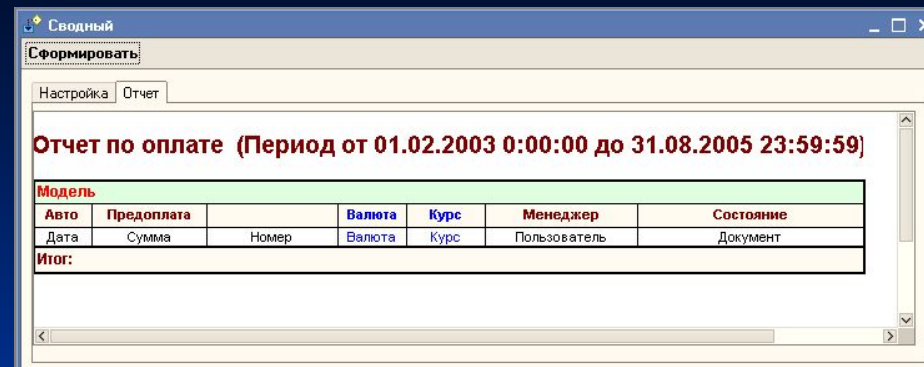 Сводный
Сформировать
Настройка Отчет
Отчет по оплате (Период от 01.02.2003 0:00:00 до 31.08.2005 23:59:59)
Модель
Авто Предоплата Валюта Курс Менеджер Состояние
Дата Сумма Номер Валюта Курс Пользователь Документ
Итог: